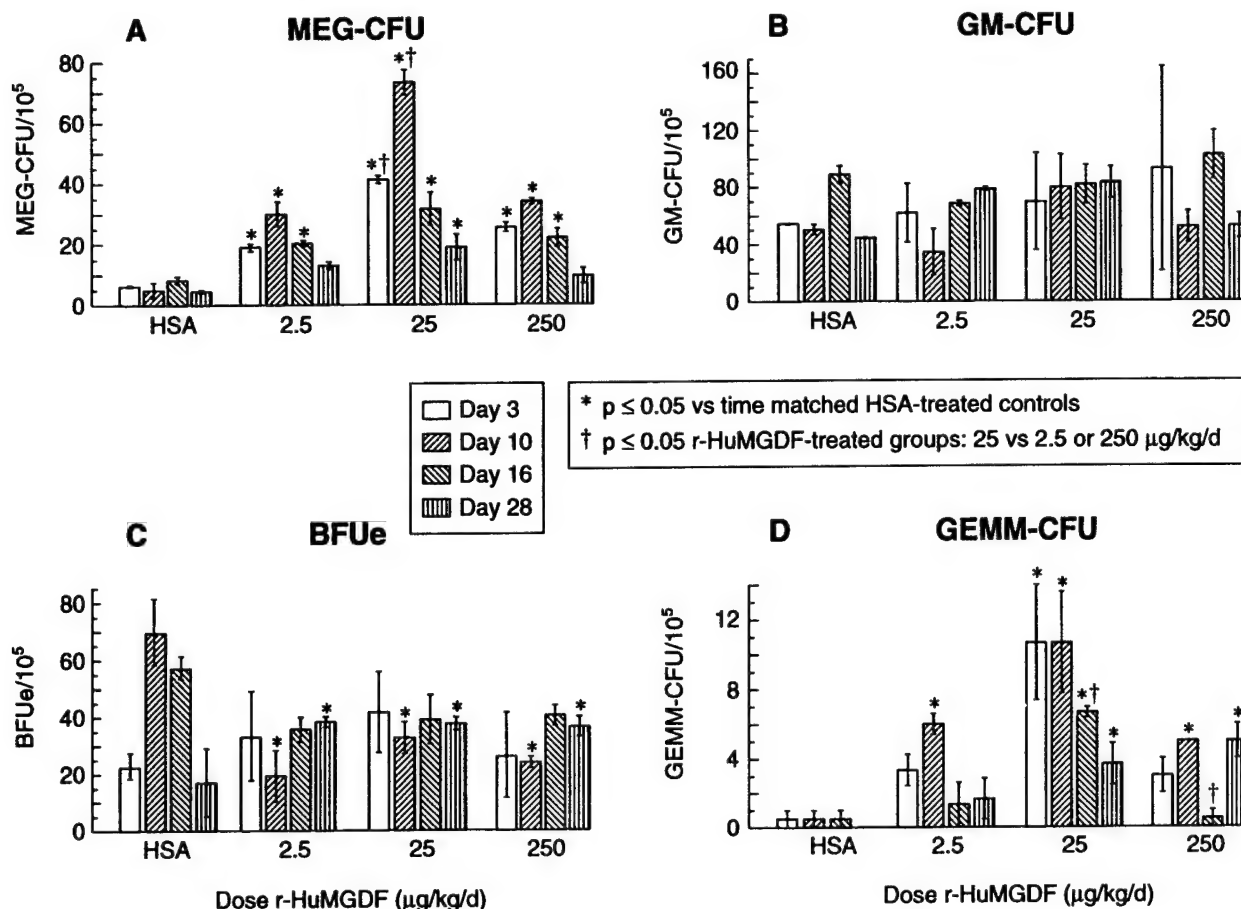 A MEG-CFU
MEG-CFU/10⁵
80
60
40
20
0
*
*
*
*†
*†
*
*
*
*
*
HSA 2.5 25 250
B GM-CFU
GM-CFU/10⁵
160
120
80
40
0
HSA 2.5 25 250
Day 3
Day 10
Day 16
Day 28
* p ≤ 0.05 vs time matched HSA-treated controls
† p ≤ 0.05 r-HuMGDF-treated groups: 25 vs 2.5 or 250 µg/kg/d
C BFUe
BFUe/10⁵
80
60
40
20
0
*
*
*
*
*
*
HSA 2.5 25 250
Dose r-HuMGDF (µg/kg/d)
D GEMM-CFU
GEMM-CFU/10⁵
12
8
4
0
*
*
*
*†
*
*
†
*
HSA 2.5 25 250
Dose r-HuMGDF (µg/kg/d)